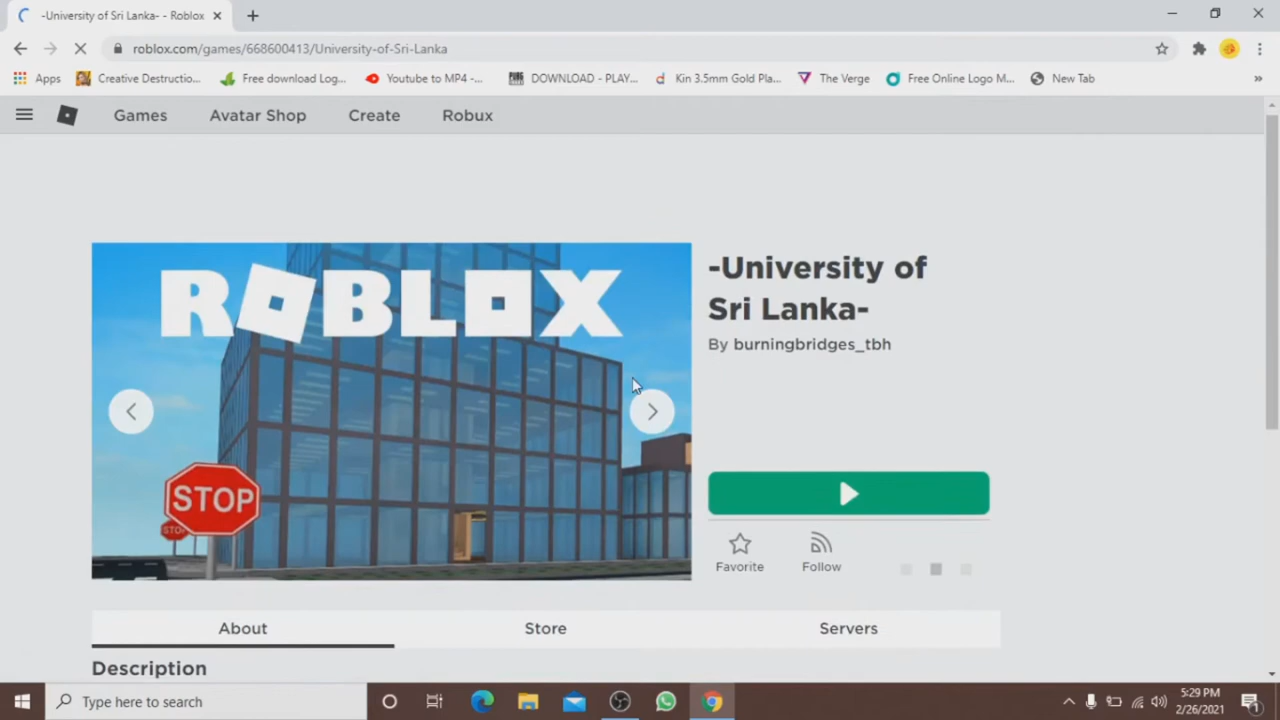 -University of Sri Lanka- - Roblox
roblox.com/games/668600413/University-of-Sri-Lanka
Apps
Creative Destructio...
Free download Log...
Youtube to MP4 -...
DOWNLOAD - PLAY...
Kin 3.5mm Gold Pla...
The Verge
Free Online Logo M...
New Tab
»
Games
Avatar Shop
Create
Robux
ROBLOX
STOP
STOP
-University of
Sri Lanka-
By burningbridges_tbh
Favorite
Follow
About
Store
Servers
Description
Type here to search
5:29 PM
2/26/2021
1